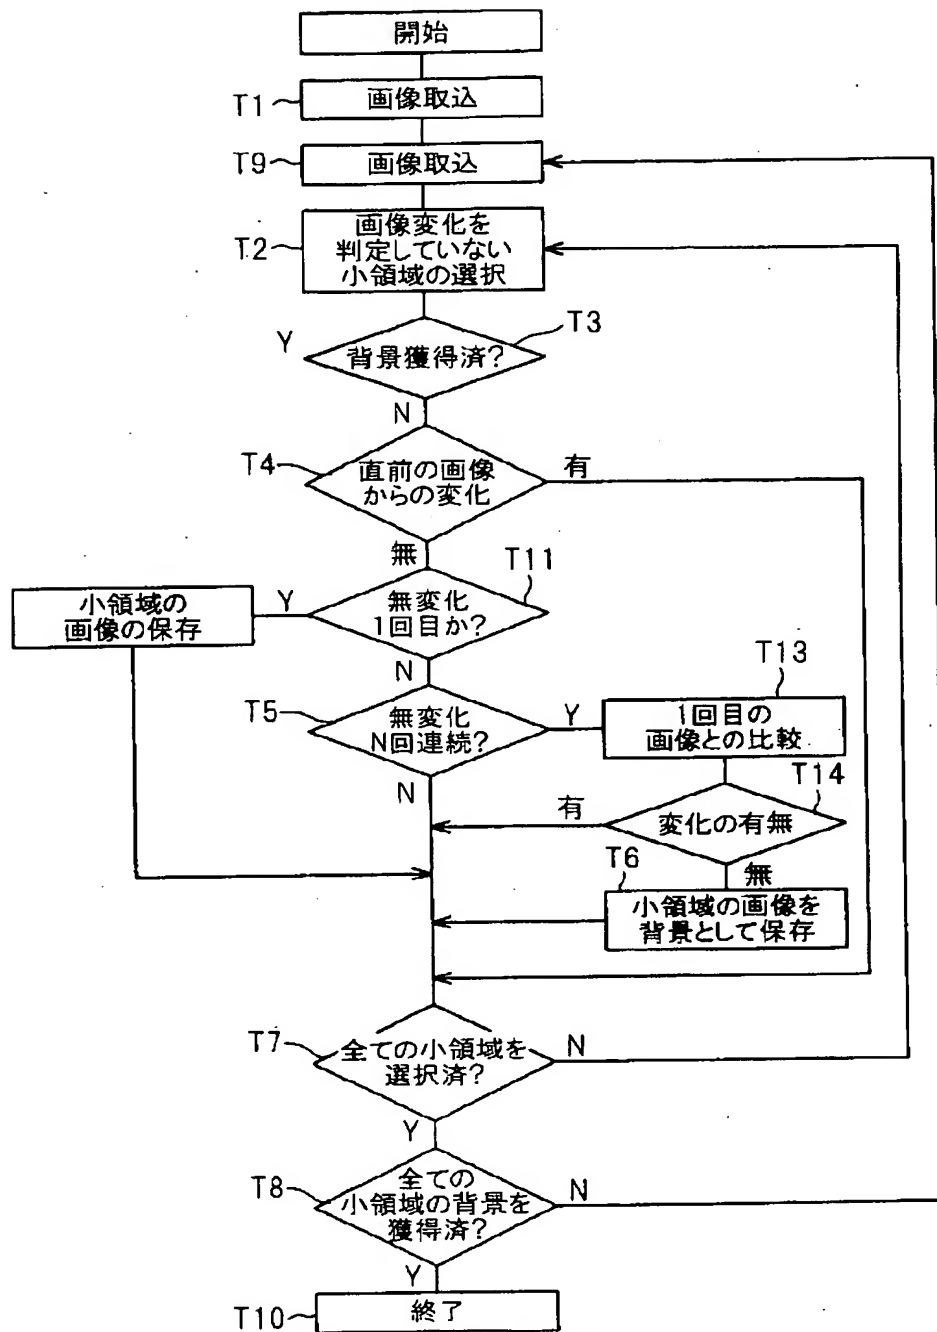 開始
T1
画像取込
T9
画像取込
T2
画像変化を
判定していない
小領域の選択
T3
Y
背景獲得済?
N
T4
直前の画像
からの変化
有
無
T11
小領域の
画像の保存
Y
無変化
1回目か?
N
T13
T5
無変化
N回連続?
Y
1回目の
画像との比較
N
T14
有
変化の有無
T6
無
小領域の画像を
背景として保存
T7
全ての小領域を
選択済?
N
Y
T8
全ての
小領域の背景を
獲得済?
N
Y
T10
終了